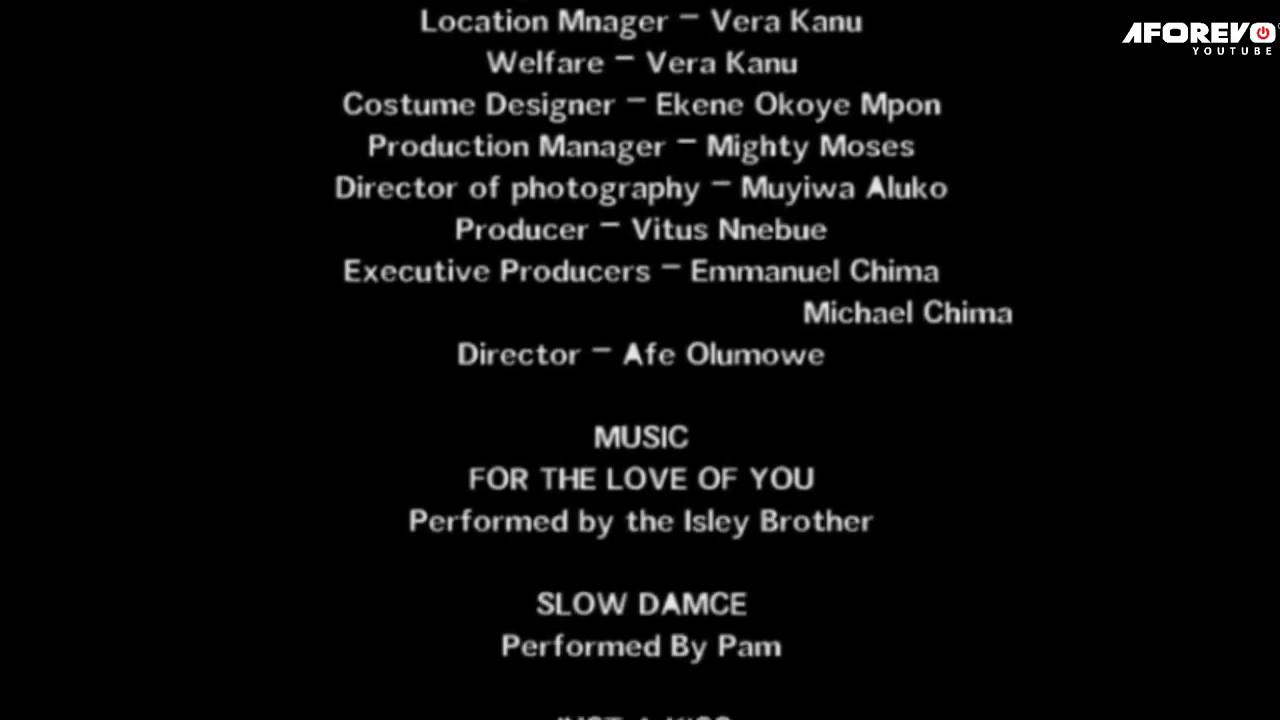 Location Mnager – Vera Kanu
AFOREVO
YOUTUBE
Welfare – Vera Kanu
Costume Designer – Ekene Okoye Mpon
Production Manager – Mighty Moses
Director of photography – Muyiwa Aluko
Producer – Vitus Nnebue
Executive Producers – Emmanuel Chima
Michael Chima
Director – Afe Olumowe
MUSIC
FOR THE LOVE OF YOU
Performed by the Isley Brother
SLOW DAMCE
Performed By Pam